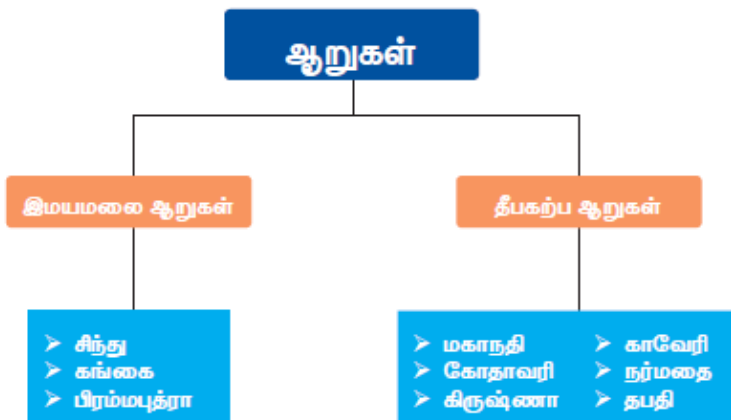 ஆறுகள்
இமயமலை ஆறுகள்
தீபகற்ப ஆறுகள்
➢ சிந்து
➢ கங்கை
➢ பிரம்மபுத்ரா
➢ மகாநதி
➢ கோதாவரி
➢ கிருஷ்ணா
➢ காவேரி
➢ நர்மதை
➢ தபதி